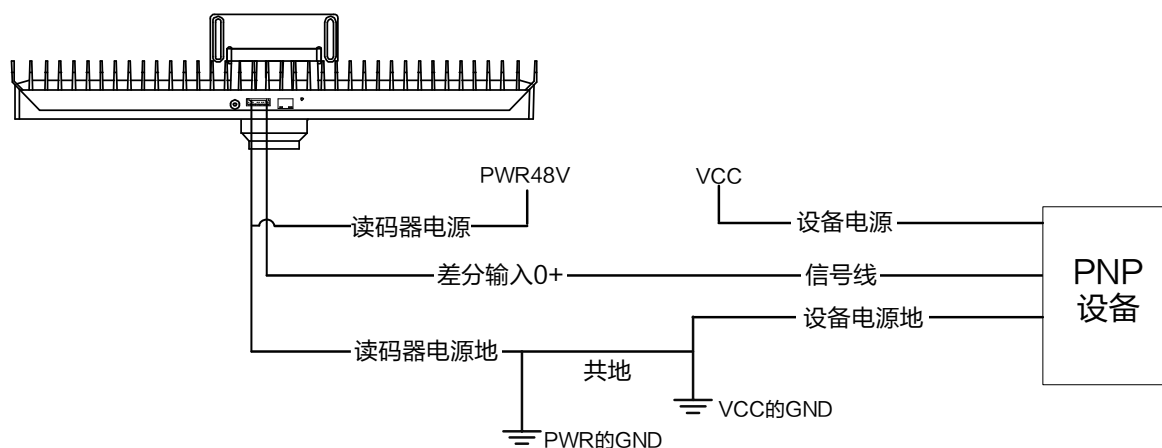 PWR48V
VCC
读码器电源
设备电源
差分输入0+
信号线
PNP
设备
设备电源地
读码器电源地
共地
VCC的GND
PWR的GND